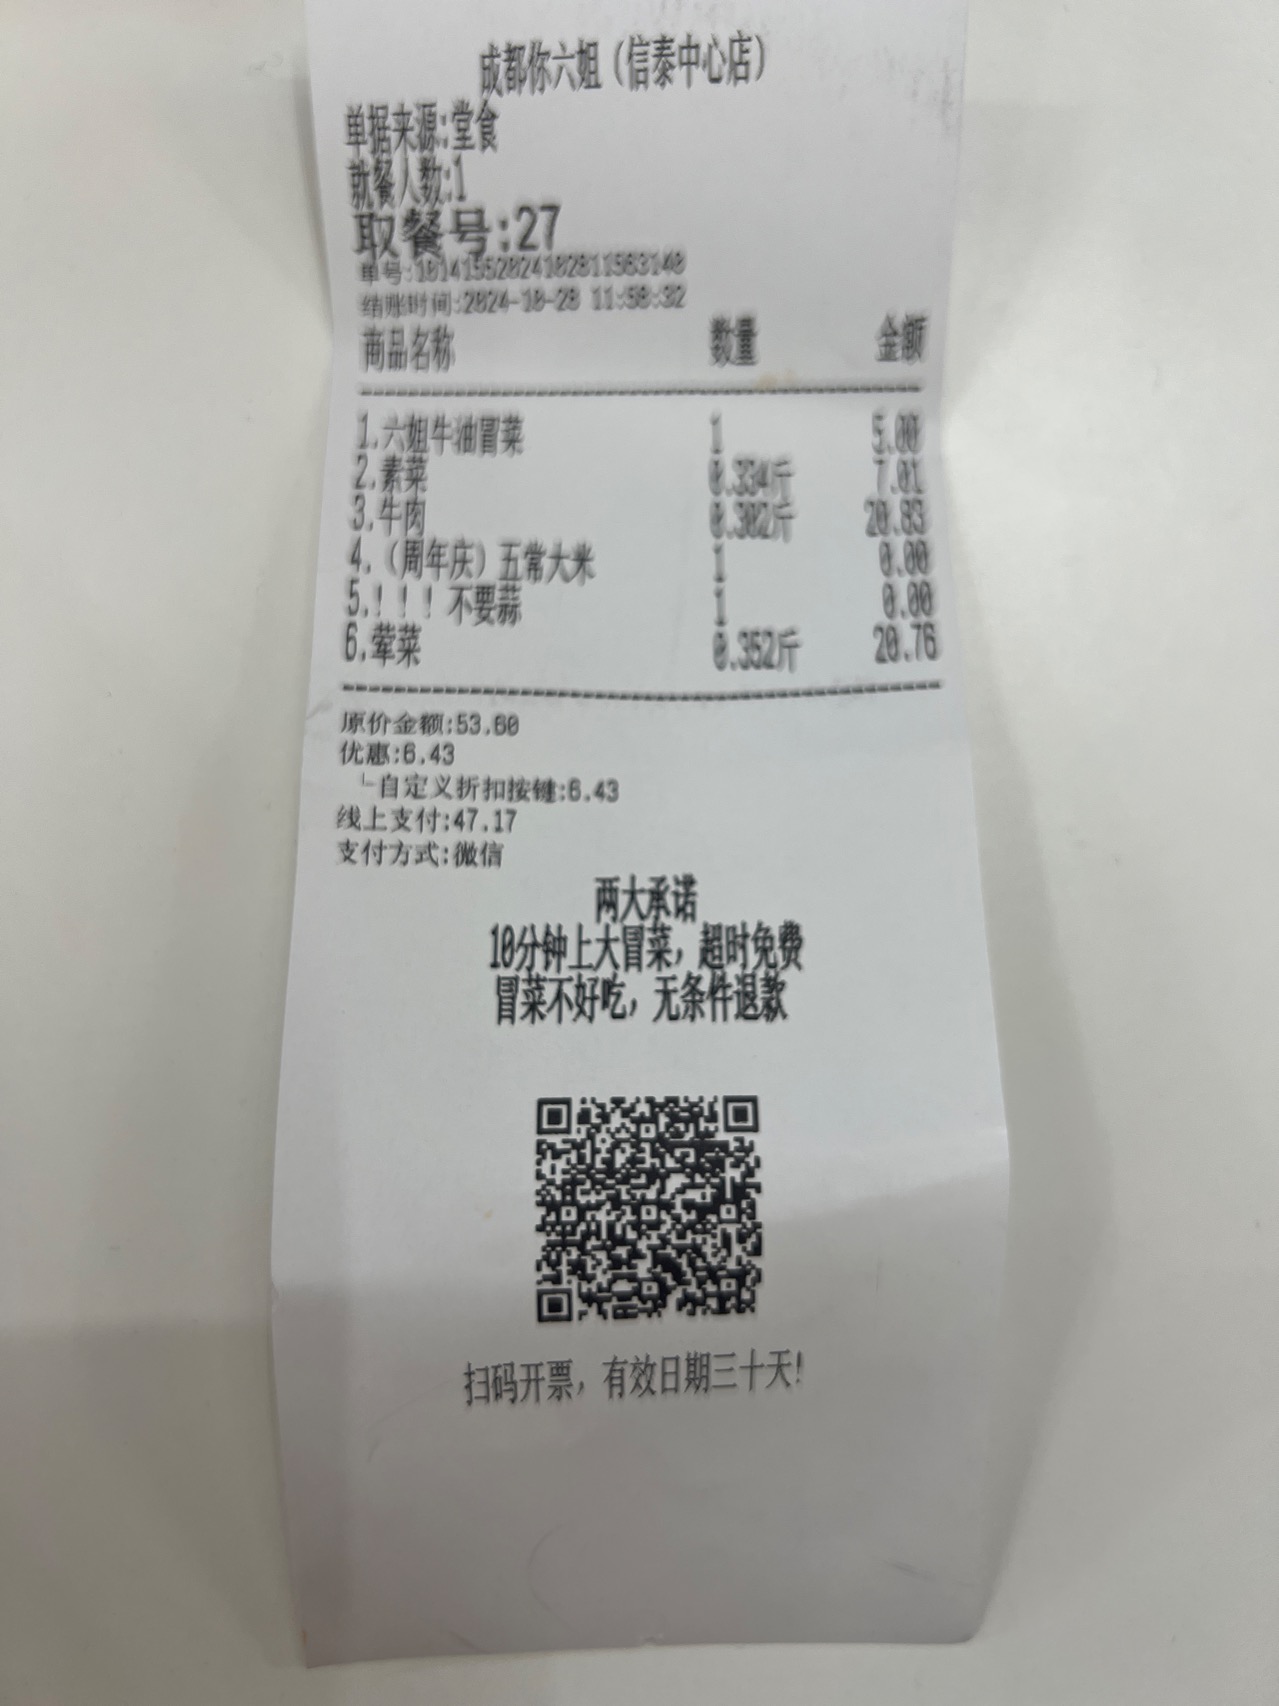 成都你六姐（信泰中心店）
单据来源:堂食
就餐人数:1
取餐号:27
单号:10141552024102811583140
结账时间:2024-10-28 11:58:32
商品名称 数量 金额
1.六姐牛油冒菜 1 5.00
2.素菜 0.334斤 7.01
3.牛肉 0.302斤 20.83
4.（周年庆）五常大米 1 0.00
5.！！！不要蒜 1 0.00
6.荤菜 0.352斤 20.76
原价金额:53.60
优惠:6.43
└自定义折扣按键:6.43
线上支付:47.17
支付方式:微信
两大承诺
10分钟上大冒菜，超时免费
冒菜不好吃，无条件退款
扫码开票，有效日期三十天！